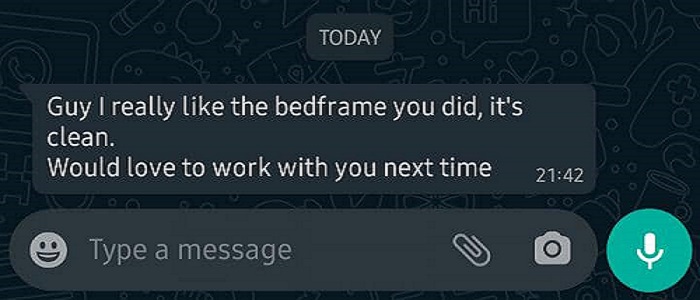 TODAY
Guy I really like the bedframe you did, it's
clean.
Would love to work with you next time
21:42
Type a message